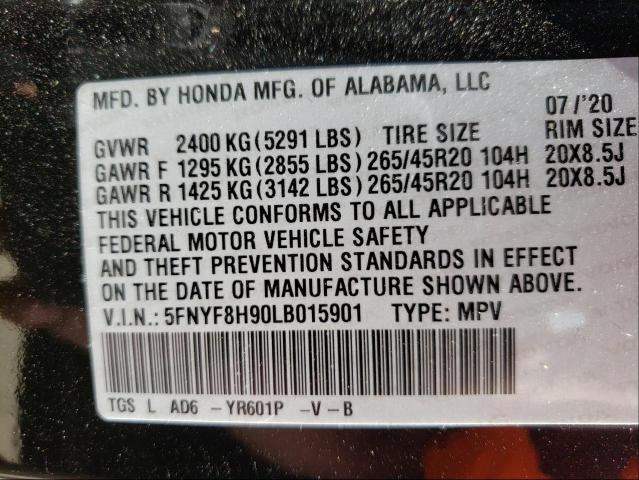 MFD. BY HONDA MFG. OF ALABAMA, LLC
07/'20
GVWR 2400 KG (5291 LBS) TIRE SIZE RIM SIZE
GAWR F 1295 KG (2855 LBS) 265/45R20 104H 20X8.5J
GAWR R 1425 KG (3142 LBS) 265/45R20 104H 20X8.5J
THIS VEHICLE CONFORMS TO ALL APPLICABLE
FEDERAL MOTOR VEHICLE SAFETY
AND THEFT PREVENTION STANDARDS IN EFFECT
ON THE DATE OF MANUFACTURE SHOWN ABOVE.
V.I.N.: 5FNYF8H90LB015901 TYPE: MPV
TGS L AD6 -YR601P -V-B